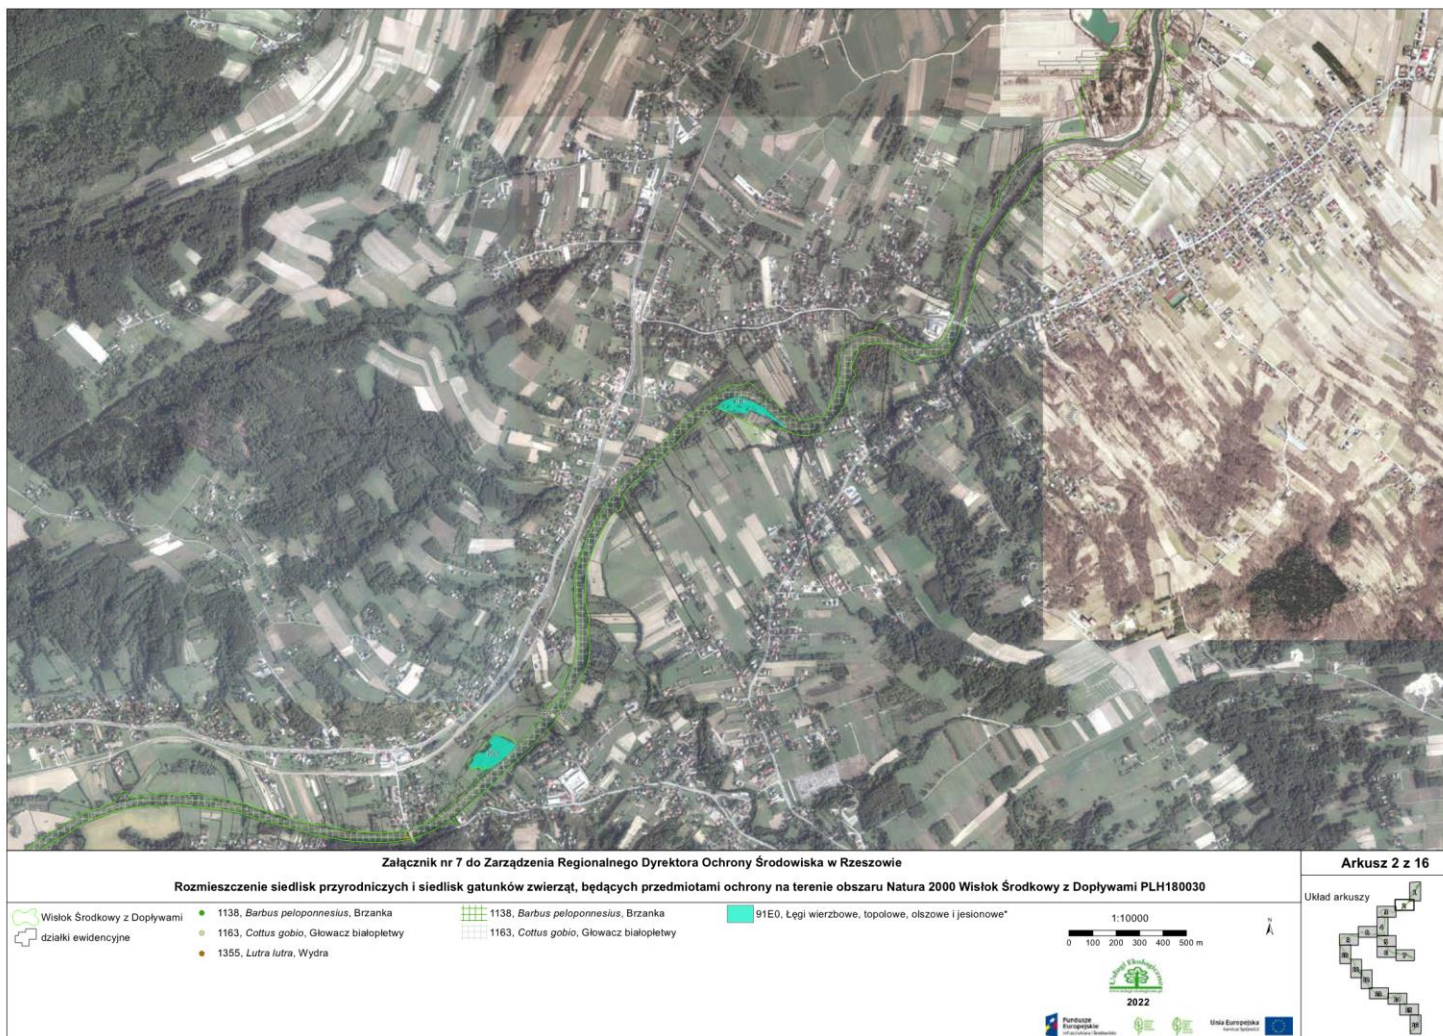 Załącznik nr 7 do Zarządzenia Regionalnego Dyrektora Ochrony Środowiska w Rzeszowie
Rozmieszczenie siedlisk przyrodniczych i siedlisk gatunków zwierząt, będących przedmiotami ochrony na terenie obszaru Natura 2000 Wisłok Środkowy z Dopływami PLH180030
Arkusz 2 z 16
Układ arkuszy
Wisłok Środkowy z Dopływami
działki ewidencyjne
1138, Barbus peloponnesius, Brzanka
1163, Cottus gobio, Głowacz białopłetwy
1355, Lutra lutra, Wydra
1138, Barbus peloponnesius, Brzanka
1163, Cottus gobio, Głowacz białopłetwy
91E0, Łęgi wierzbowe, topolowe, olszowe i jesionowe*
1:10000
0 100 200 300 400 500 m
N
Usługi Ekologiczne
2022
Fundusze
Europejskie
Unia Europejska